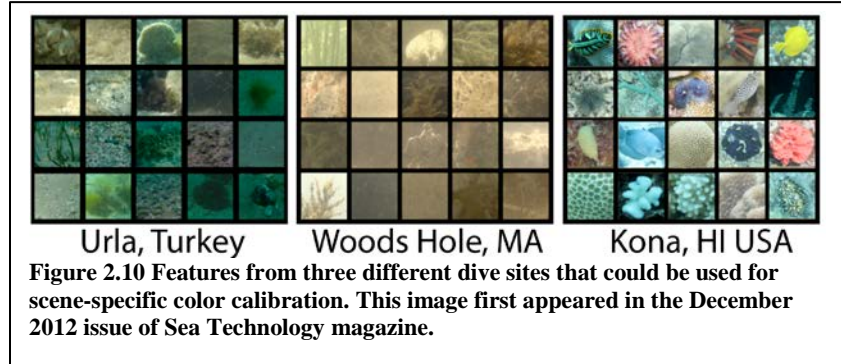 Urla, Turkey
Woods Hole, MA
Kona, HI USA
Figure 2.10 Features from three different dive sites that could be used for
scene-specific color calibration. This image first appeared in the December
2012 issue of Sea Technology magazine.